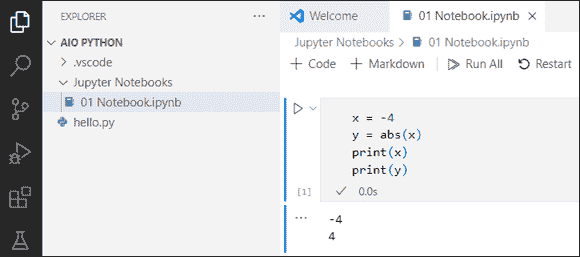 EXPLORER
···
AIO PYTHON
.vscode
Jupyter Notebooks
01 Notebook.ipynb
hello.py
Welcome
01 Notebook.ipynb
Jupyter Notebooks > 01 Notebook.ipynb
+ Code + Markdown Run All Restart
x = -4
y = abs(x)
print(x)
print(y)
[1] 0.0s
··· -4
4